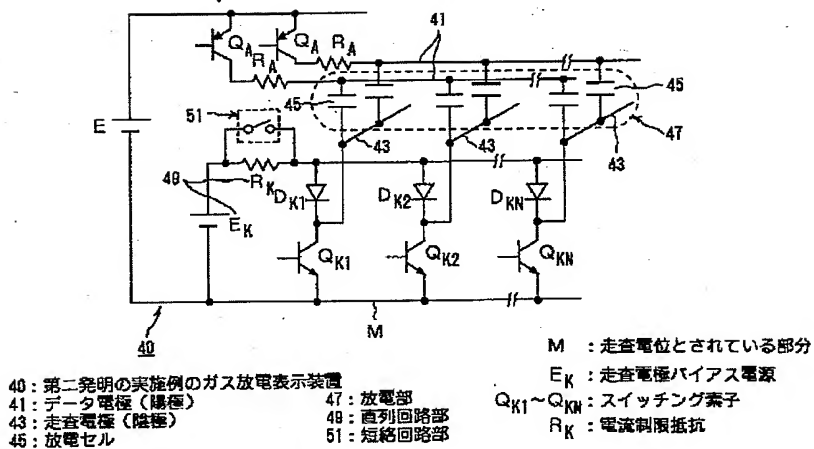 41
Q_A
R_A
Q_A
R_A
45
45
51
E
43
43
43
47
49
R_K
D_K1
D_K2
D_KN
E_K
Q_K1
Q_K2
Q_KN
40
M
40:第二発明の実施例のガス放電表示装置
41:データ電極(陽極)
43:走査電極(陰極)
45:放電セル
47:放電部
49:直列回路部
51:短絡回路部
M :走査電位とされている部分
E_K :走査電極バイアス電源
Q_K1~Q_KN:スイッチング素子
R_K :電流制限抵抗